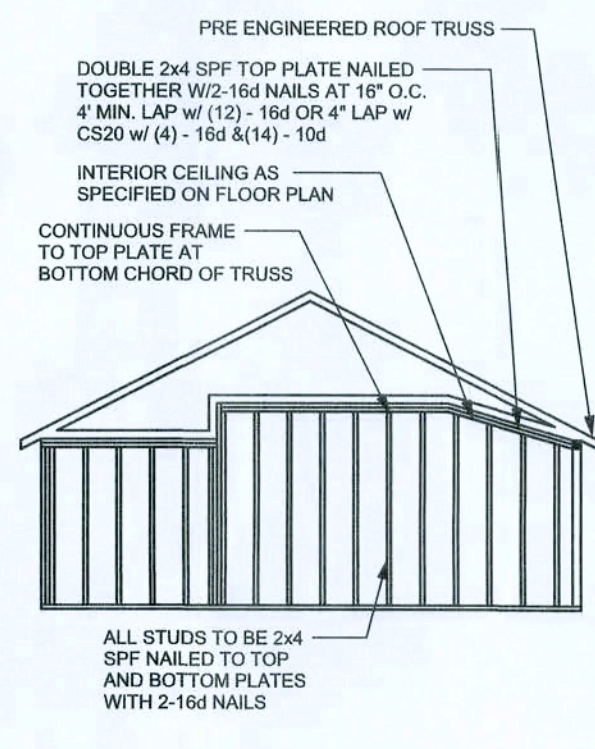 PRE ENGINEERED ROOF TRUSS
DOUBLE 2x4 SPF TOP PLATE NAILED
TOGETHER W/2-16d NAILS AT 16" O.C.
4' MIN. LAP w/ (12) - 16d OR 4" LAP w/
CS20 w/ (4) - 16d &(14) - 10d
INTERIOR CEILING AS
SPECIFIED ON FLOOR PLAN
CONTINUOUS FRAME
TO TOP PLATE AT
BOTTOM CHORD OF TRUSS
ALL STUDS TO BE 2x4
SPF NAILED TO TOP
AND BOTTOM PLATES
WITH 2-16d NAILS